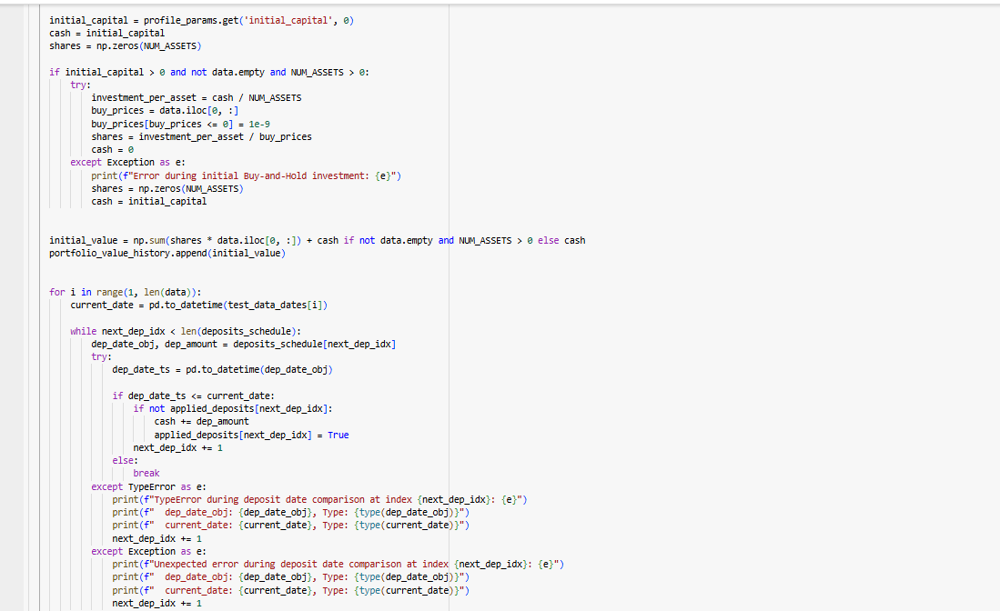 initial_capital = profile_params.get('initial_capital', 0)
cash = initial_capital
shares = np.zeros(NUM_ASSETS)
if initial_capital > 0 and not data.empty and NUM_ASSETS > 0:
try:
investment_per_asset = cash / NUM_ASSETS
buy_prices = data.iloc[0, :]
buy_prices[buy_prices <= 0] = 1e-9
shares = investment_per_asset / buy_prices
cash = 0
except Exception as e:
print(f"Error during initial Buy-and-Hold investment: {e}")
shares = np.zeros(NUM_ASSETS)
cash = initial_capital
initial_value = np.sum(shares * data.iloc[0, :]) + cash if not data.empty and NUM_ASSETS > 0 else cash
portfolio_value_history.append(initial_value)
for i in range(1, len(data)):
current_date = pd.to_datetime(test_data_dates[i])
while next_dep_idx < len(deposits_schedule):
dep_date_obj, dep_amount = deposits_schedule[next_dep_idx]
try:
dep_date_ts = pd.to_datetime(dep_date_obj)
if dep_date_ts <= current_date:
if not applied_deposits[next_dep_idx]:
cash += dep_amount
applied_deposits[next_dep_idx] = True
next_dep_idx += 1
else:
break
except TypeError as e:
print(f"TypeError during deposit date comparison at index {next_dep_idx}: {e}")
print(f"  dep_date_obj: {dep_date_obj}, Type: {type(dep_date_obj)}")
print(f"  current_date: {current_date}, Type: {type(current_date)}")
next_dep_idx += 1
except Exception as e:
print(f"Unexpected error during deposit date comparison at index {next_dep_idx}: {e}")
print(f"  dep_date_obj: {dep_date_obj}, Type: {type(dep_date_obj)}")
print(f"  current_date: {current_date}, Type: {type(current_date)}")
next_dep_idx += 1